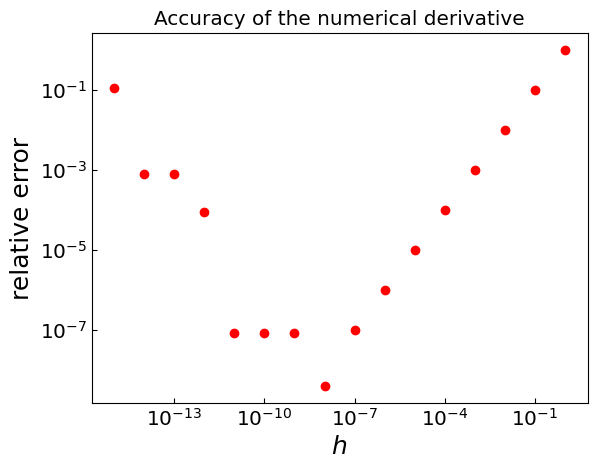 Accuracy of the numerical derivative
relative error
10⁻¹
10⁻³
10⁻⁵
10⁻⁷
10⁻¹³ 10⁻¹⁰ 10⁻⁷ 10⁻⁴ 10⁻¹
h